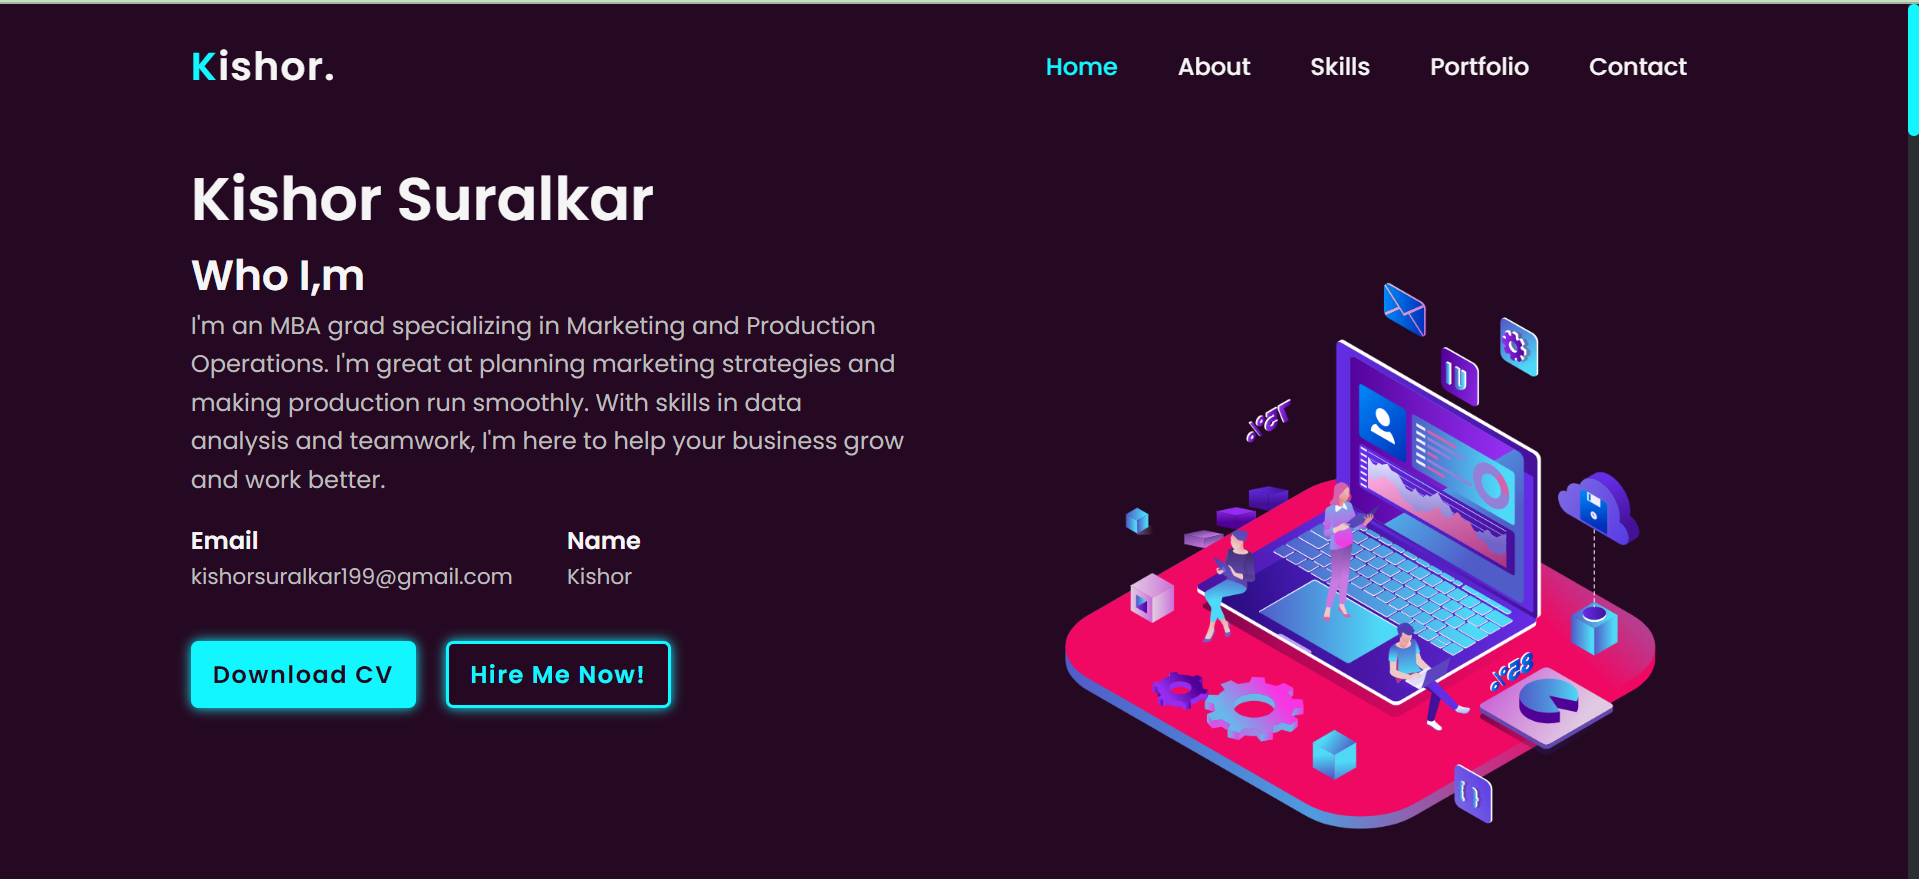 Kishor.
Home About Skills Portfolio Contact
Kishor Suralkar
Who I,m
I'm an MBA grad specializing in Marketing and Production
Operations. I'm great at planning marketing strategies and
making production run smoothly. With skills in data
analysis and teamwork, I'm here to help your business grow
and work better.
Email
kishorsuralkar199@gmail.com
Name
Kishor
Download CV
Hire Me Now!